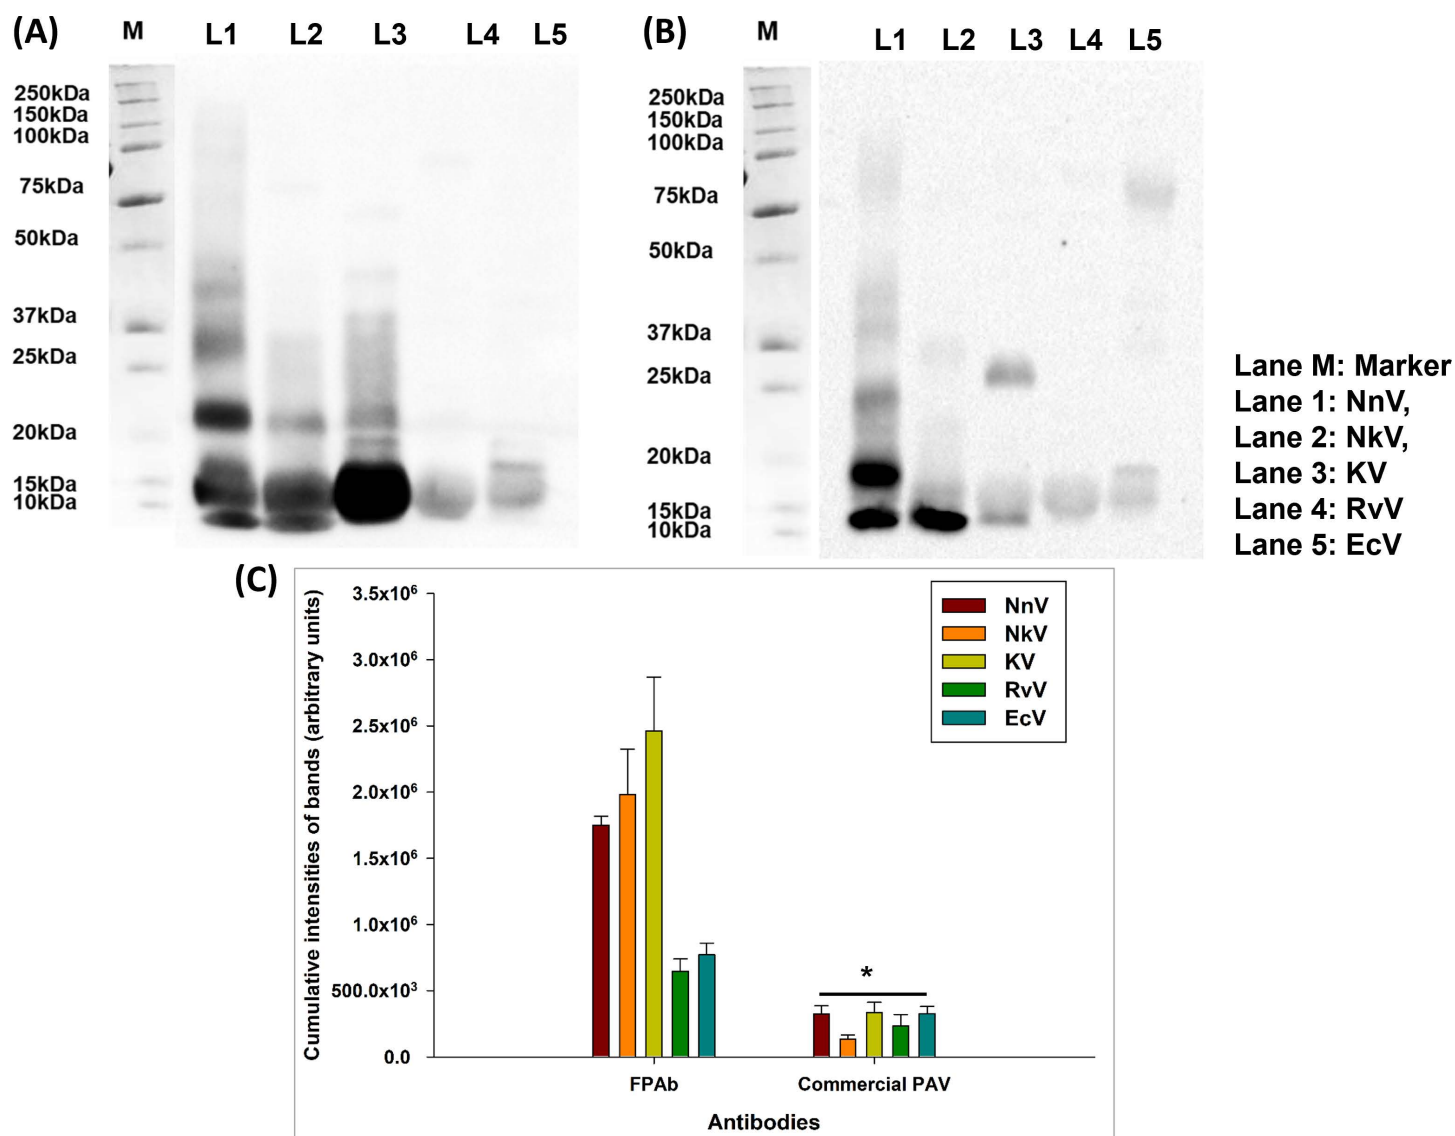 (A) M L1 L2 L3 L4 L5
250kDa
150kDa
100kDa
75kDa
50kDa
37kDa
25kDa
20kDa
15kDa
10kDa
(B) M L1 L2 L3 L4 L5
250kDa
150kDa
100kDa
75kDa
50kDa
37kDa
25kDa
20kDa
15kDa
10kDa
Lane M: Marker
Lane 1: NnV,
Lane 2: NkV,
Lane 3: KV
Lane 4: RvV
Lane 5: EcV
(C)
Cumulative intensities of bands (arbitrary units)
3.5x10⁶
3.0x10⁶
2.5x10⁶
2.0x10⁶
1.5x10⁶
1.0x10⁶
500.0x10³
0.0
NnV
NkV
KV
RvV
EcV
*
FPAb Commercial PAV
Antibodies